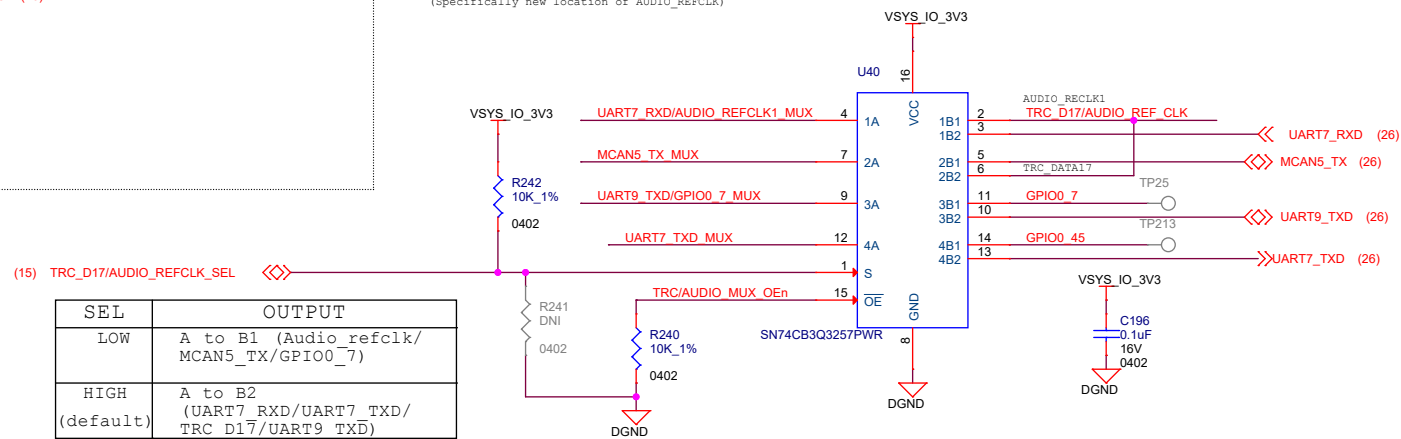 (Specifically new location of AUDIO_REFCLK)
VSYS_IO_3V3
U40
16
VCC
VSYS_IO_3V3
R242
10K_1%
0402
UART7_RXD/AUDIO_REFCLK1_MUX
4
1A
MCAN5_TX_MUX
7
2A
UART9_TXD/GPIO0_7_MUX
9
3A
UART7_TXD_MUX
12
4A
1B1
2
AUDIO_RECLK1
TRC_D17/AUDIO_REF_CLK
1B2
3
UART7_RXD (26)
2B1
5
MCAN5_TX (26)
2B2
6
TRC_DATA17
3B1
11
GPIO0_7
TP25
3B2
10
UART9_TXD (26)
4B1
14
GPIO0_45
TP213
4B2
13
UART7_TXD (26)
(15) TRC_D17/AUDIO_REFCLK_SEL
1
S
TRC/AUDIO_MUX_OEn
15
OE
GND
8
SN74CB3Q3257PWR
DGND
R241
DNI
0402
R240
10K_1%
0402
DGND
VSYS_IO_3V3
C196
0.1uF
16V
0402
DGND
SEL OUTPUT
LOW A to B1 (Audio_refclk/
MCAN5_TX/GPIO0_7)
HIGH A to B2
(default) (UART7_RXD/UART7_TXD/
TRC_D17/UART9_TXD)